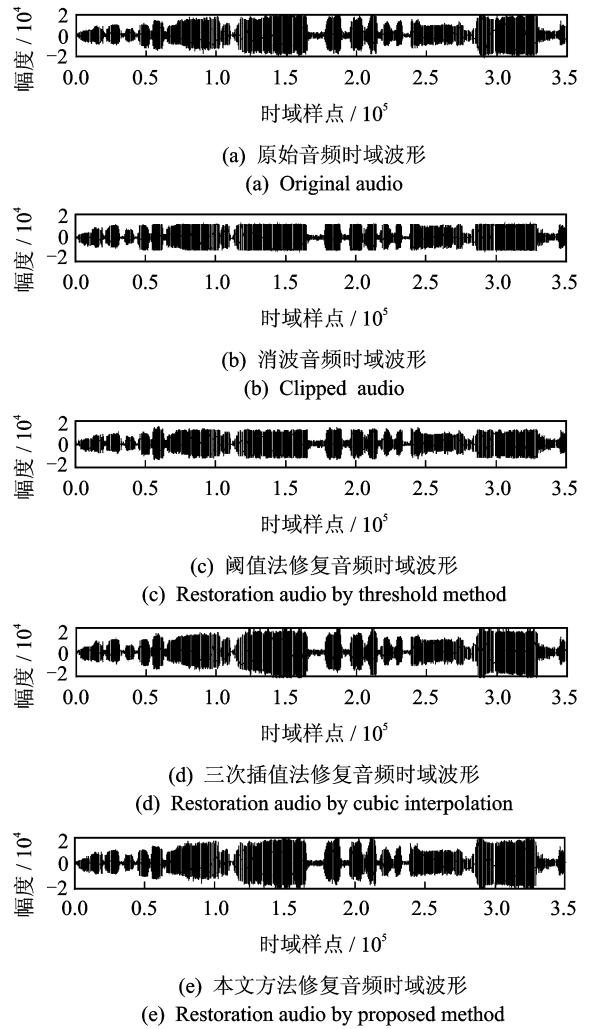 幅度 / 10⁴
2
0
−2
0.0 0.5 1.0 1.5 2.0 2.5 3.0 3.5
时域样点 / 10⁵
(a) 原始音频时域波形
(a) Original audio
幅度 / 10⁴
2
0
−2
0.0 0.5 1.0 1.5 2.0 2.5 3.0 3.5
时域样点 / 10⁵
(b) 消波音频时域波形
(b) Clipped audio
幅度 / 10⁴
2
0
−2
0.0 0.5 1.0 1.5 2.0 2.5 3.0 3.5
时域样点 / 10⁵
(c) 阈值法修复音频时域波形
(c) Restoration audio by threshold method
幅度 / 10⁴
2
0
−2
0.0 0.5 1.0 1.5 2.0 2.5 3.0 3.5
时域样点 / 10⁵
(d) 三次插值法修复音频时域波形
(d) Restoration audio by cubic interpolation
幅度 / 10⁴
2
0
−2
0.0 0.5 1.0 1.5 2.0 2.5 3.0 3.5
时域样点 / 10⁵
(e) 本文方法修复音频时域波形
(e) Restoration audio by proposed method